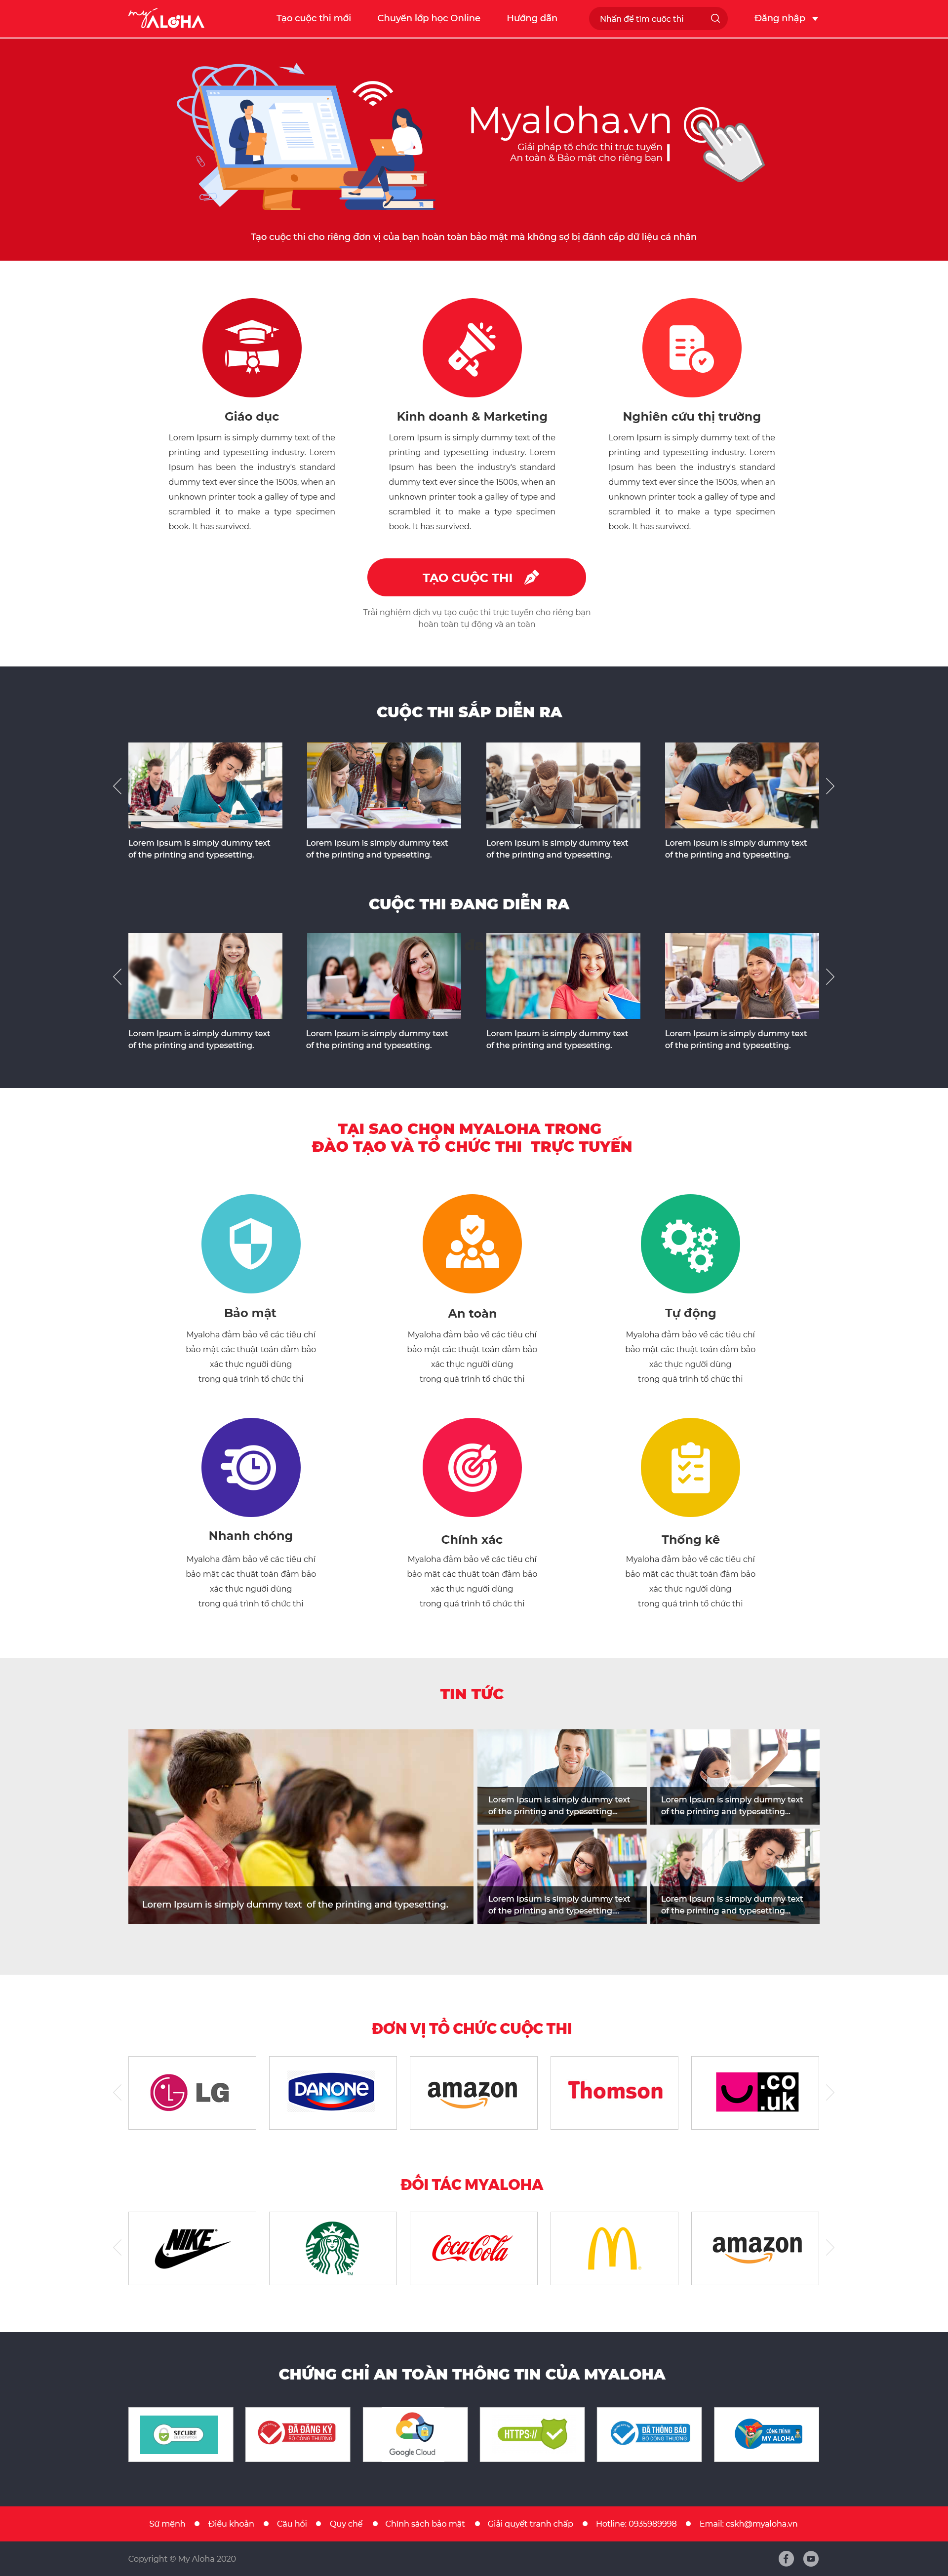 my ALOHA
Tạo cuộc thi mới
Chuyển lớp học Online
Hướng dẫn
Nhấn để tìm cuộc thi
Đăng nhập
Myaloha.vn
Giải pháp tổ chức thi trực tuyến
An toàn & Bảo mật cho riêng bạn
Tạo cuộc thi cho riêng đơn vị của bạn hoàn toàn bảo mật mà không sợ bị đánh cắp dữ liệu cá nhân
Giáo dục
Lorem Ipsum is simply dummy text of the
printing and typesetting industry. Lorem
Ipsum has been the industry's standard
dummy text ever since the 1500s, when an
unknown printer took a galley of type and
scrambled it to make a type specimen
book. It has survived.
Kinh doanh & Marketing
Lorem Ipsum is simply dummy text of the
printing and typesetting industry. Lorem
Ipsum has been the industry's standard
dummy text ever since the 1500s, when an
unknown printer took a galley of type and
scrambled it to make a type specimen
book. It has survived.
Nghiên cứu thị trường
Lorem Ipsum is simply dummy text of the
printing and typesetting industry. Lorem
Ipsum has been the industry's standard
dummy text ever since the 1500s, when an
unknown printer took a galley of type and
scrambled it to make a type specimen
book. It has survived.
TẠO CUỘC THI
Trải nghiệm dịch vụ tạo cuộc thi trực tuyến cho riêng bạn
hoàn toàn tự động và an toàn
CUỘC THI SẮP DIỄN RA
Lorem Ipsum is simply dummy text
of the printing and typesetting.
Lorem Ipsum is simply dummy text
of the printing and typesetting.
Lorem Ipsum is simply dummy text
of the printing and typesetting.
Lorem Ipsum is simply dummy text
of the printing and typesetting.
CUỘC THI ĐANG DIỄN RA
Lorem Ipsum is simply dummy text
of the printing and typesetting.
Lorem Ipsum is simply dummy text
of the printing and typesetting.
Lorem Ipsum is simply dummy text
of the printing and typesetting.
Lorem Ipsum is simply dummy text
of the printing and typesetting.
TẠI SAO CHỌN MYALOHA TRONG
ĐÀO TẠO VÀ TỔ CHỨC THI TRỰC TUYẾN
Bảo mật
Myaloha đảm bảo về các tiêu chí
bảo mật các thuật toán đảm bảo
xác thực người dùng
trong quá trình tổ chức thi
An toàn
Myaloha đảm bảo về các tiêu chí
bảo mật các thuật toán đảm bảo
xác thực người dùng
trong quá trình tổ chức thi
Tự động
Myaloha đảm bảo về các tiêu chí
bảo mật các thuật toán đảm bảo
xác thực người dùng
trong quá trình tổ chức thi
Nhanh chóng
Myaloha đảm bảo về các tiêu chí
bảo mật các thuật toán đảm bảo
xác thực người dùng
trong quá trình tổ chức thi
Chính xác
Myaloha đảm bảo về các tiêu chí
bảo mật các thuật toán đảm bảo
xác thực người dùng
trong quá trình tổ chức thi
Thống kê
Myaloha đảm bảo về các tiêu chí
bảo mật các thuật toán đảm bảo
xác thực người dùng
trong quá trình tổ chức thi
TIN TỨC
Lorem Ipsum is simply dummy text of the printing and typesetting.
Lorem Ipsum is simply dummy text
of the printing and typesetting...
Lorem Ipsum is simply dummy text
of the printing and typesetting...
Lorem Ipsum is simply dummy text
of the printing and typesetting....
Lorem Ipsum is simply dummy text
of the printing and typesetting...
ĐƠN VỊ TỔ CHỨC CUỘC THI
LG
DANONE
amazon
Thomson
.co
.uk
ĐỐI TÁC MYALOHA
NIKE
TM
Coca-Cola
amazon
CHỨNG CHỈ AN TOÀN THÔNG TIN CỦA MYALOHA
SECURE
ĐÃ ĐĂNG KÝ
BỘ CÔNG THƯƠNG
Google Cloud
HTTPS://
ĐÃ THÔNG BÁO
BỘ CÔNG THƯƠNG
CÔNG TRÌNH
MY ALOHA
Sứ mệnh
Điều khoản
Câu hỏi
Quy chế
Chính sách bảo mật
Giải quyết tranh chấp
Hotline: 0935989998
Email: cskh@myaloha.vn
Copyright © My Aloha 2020